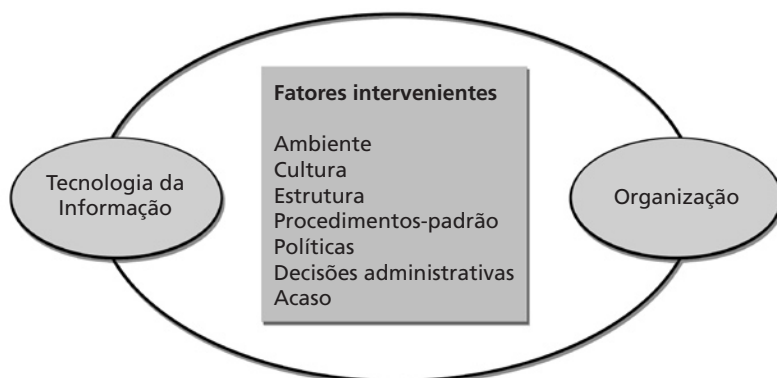 Fatores intervenientes
Ambiente
Cultura
Estrutura
Procedimentos-padrão
Políticas
Decisões administrativas
Acaso
Tecnologia da
Informação
Organização